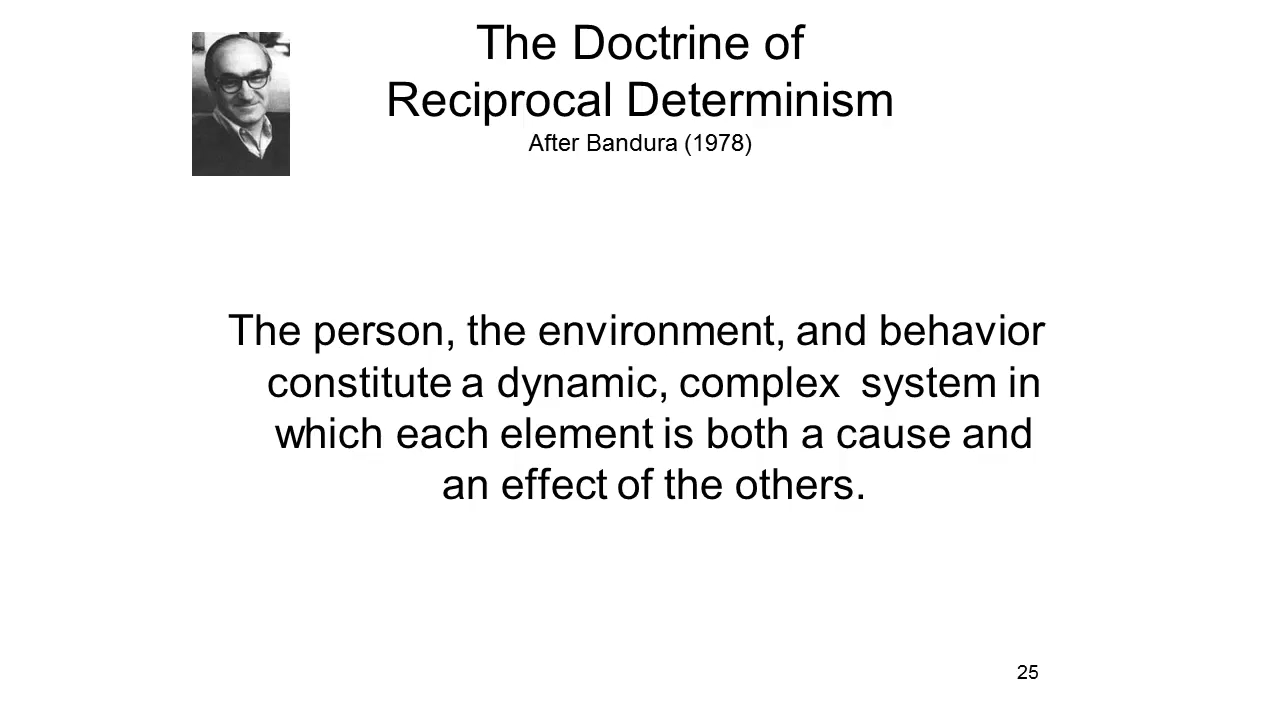 The Doctrine of
Reciprocal Determinism
After Bandura (1978)
The person, the environment, and behavior
constitute a dynamic, complex  system in
which each element is both a cause and
an effect of the others.
25